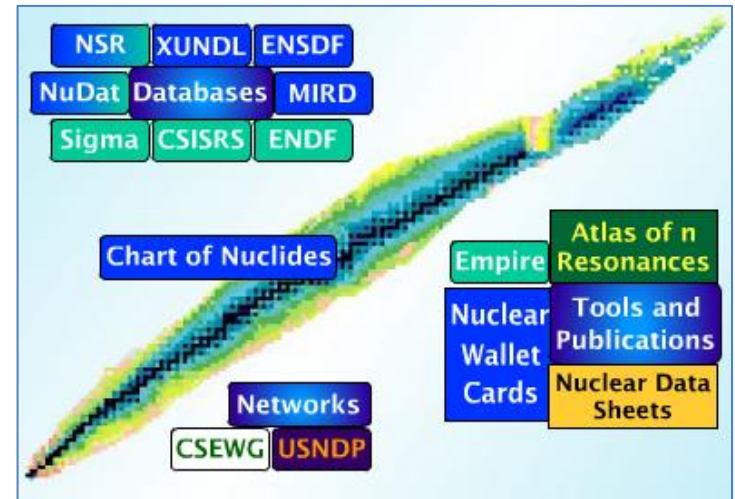 NSR XUNDL ENSDF
NuDat Databases MIRD
Sigma CSISRS ENDF
Chart of Nuclides
Empire
Atlas of n
Resonances
Nuclear
Wallet
Cards
Tools and
Publications
Nuclear Data
Sheets
Networks
CSEWG USNDP